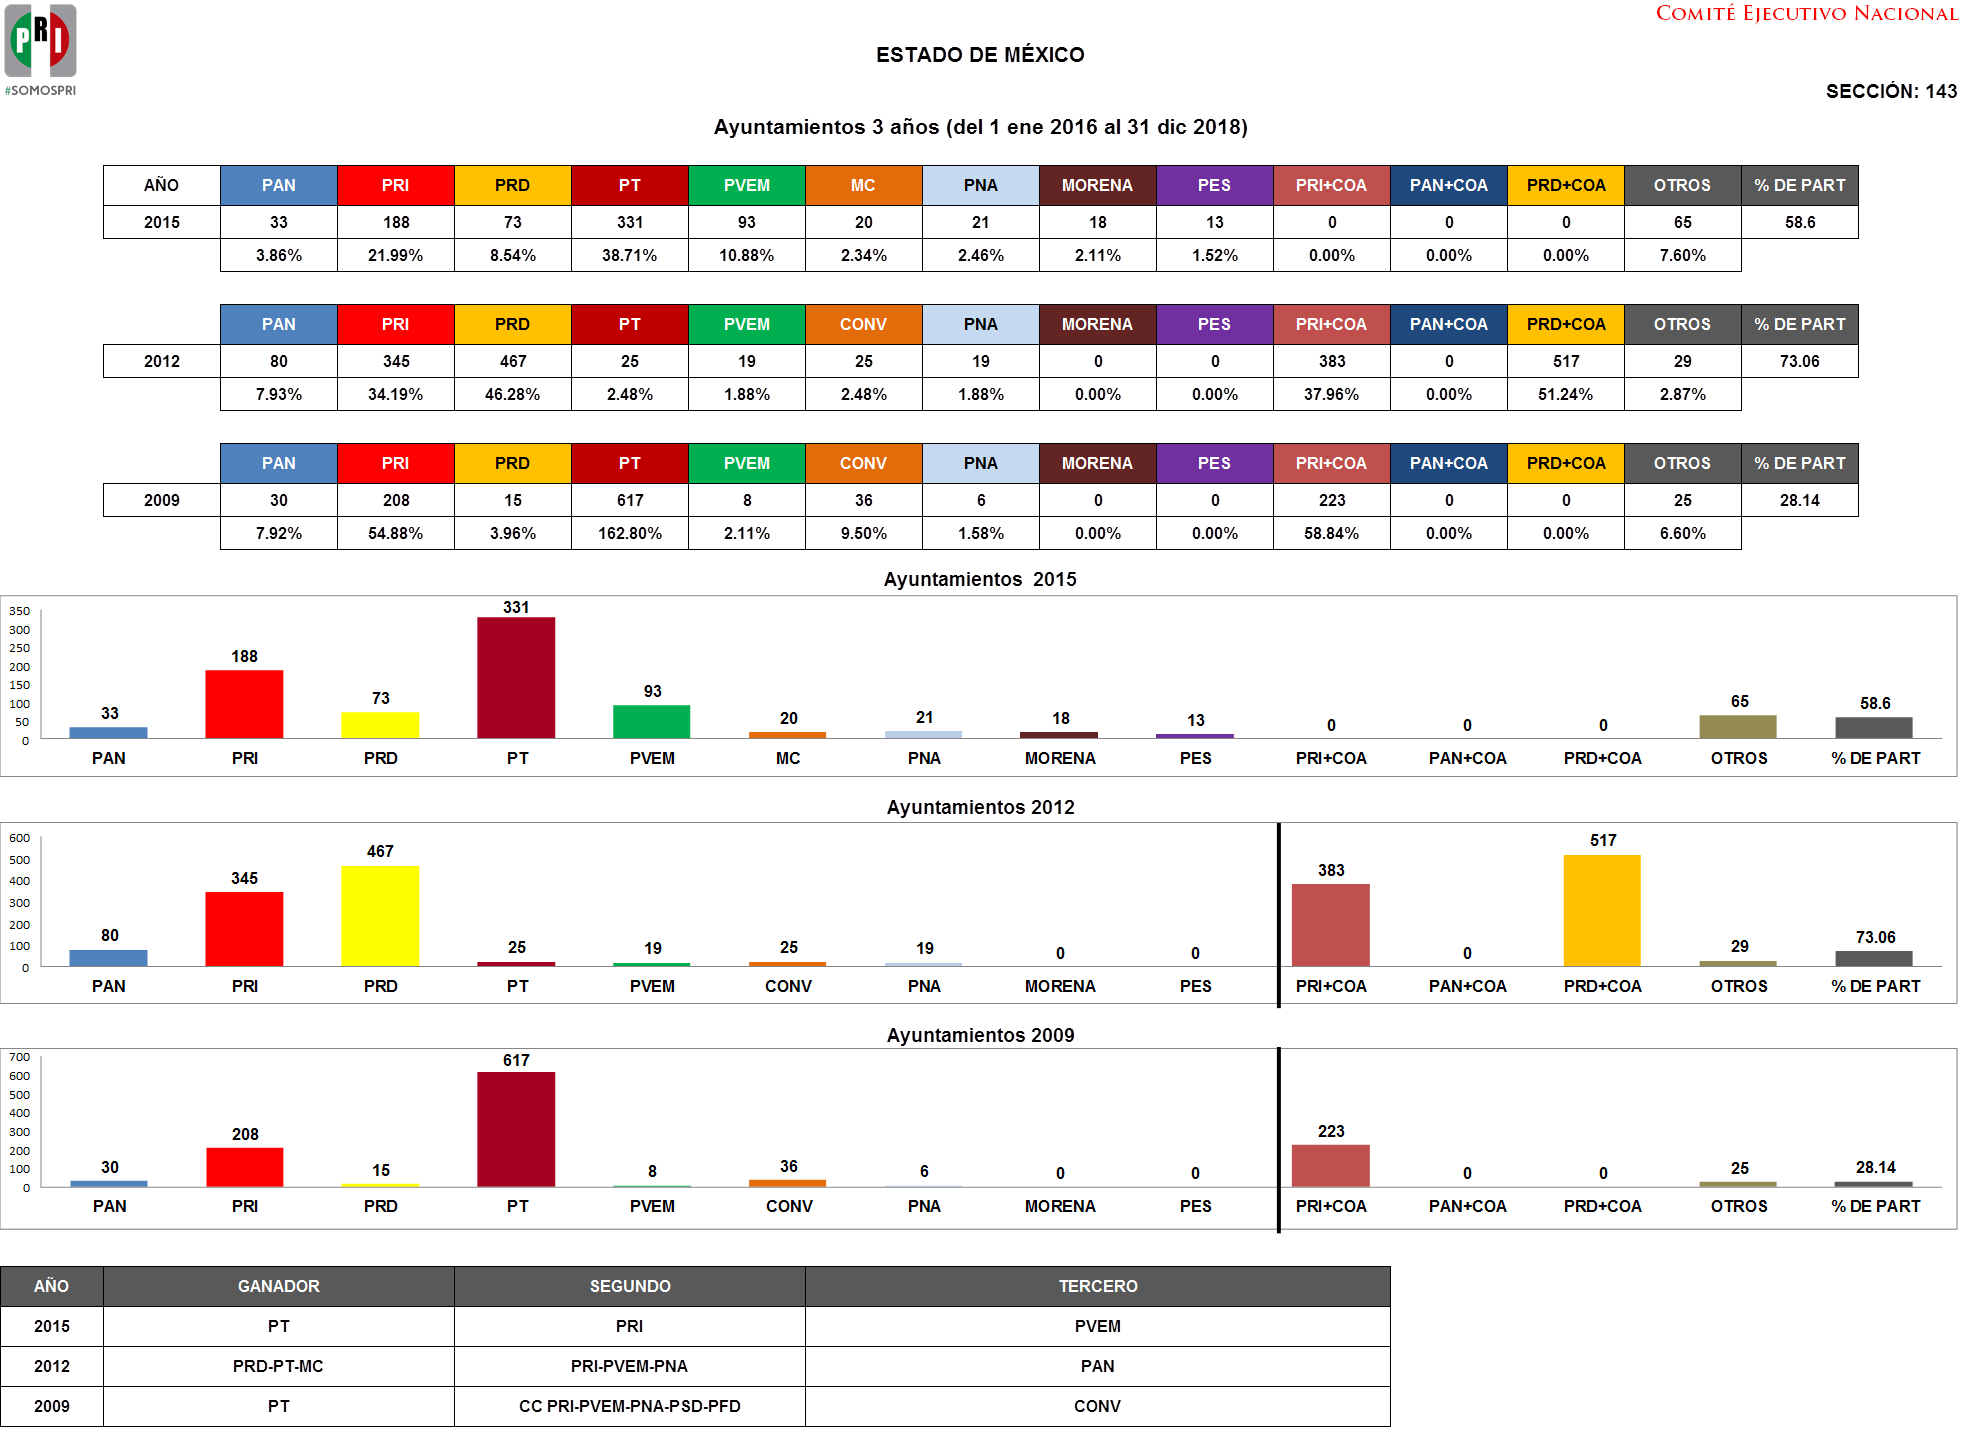 PRI
#SOMOSPRI
COMITÉ EJECUTIVO NACIONAL
ESTADO DE MÉXICO
SECCIÓN: 143
Ayuntamientos 3 años (del 1 ene 2016 al 31 dic 2018)
AÑO PAN PRI PRD PT PVEM MC PNA MORENA PES PRI+COA PAN+COA PRD+COA OTROS % DE PART
2015 33 188 73 331 93 20 21 18 13 0 0 0 65 58.6
3.86% 21.99% 8.54% 38.71% 10.88% 2.34% 2.46% 2.11% 1.52% 0.00% 0.00% 0.00% 7.60%
PAN PRI PRD PT PVEM CONV PNA MORENA PES PRI+COA PAN+COA PRD+COA OTROS % DE PART
2012 80 345 467 25 19 25 19 0 0 383 0 517 29 73.06
7.93% 34.19% 46.28% 2.48% 1.88% 2.48% 1.88% 0.00% 0.00% 37.96% 0.00% 51.24% 2.87%
PAN PRI PRD PT PVEM CONV PNA MORENA PES PRI+COA PAN+COA PRD+COA OTROS % DE PART
2009 30 208 15 617 8 36 6 0 0 223 0 0 25 28.14
7.92% 54.88% 3.96% 162.80% 2.11% 9.50% 1.58% 0.00% 0.00% 58.84% 0.00% 0.00% 6.60%
Ayuntamientos 2015
350
300
250
200
150
100
50
0
33 188 73 331 93 20 21 18 13 0 0 0 65 58.6
PAN PRI PRD PT PVEM MC PNA MORENA PES PRI+COA PAN+COA PRD+COA OTROS % DE PART
Ayuntamientos 2012
600
500
400
300
200
100
0
80 345 467 25 19 25 19 0 0 383 0 517 29 73.06
PAN PRI PRD PT PVEM CONV PNA MORENA PES PRI+COA PAN+COA PRD+COA OTROS % DE PART
Ayuntamientos 2009
700
600
500
400
300
200
100
0
30 208 15 617 8 36 6 0 0 223 0 0 25 28.14
PAN PRI PRD PT PVEM CONV PNA MORENA PES PRI+COA PAN+COA PRD+COA OTROS % DE PART
AÑO GANADOR SEGUNDO TERCERO
2015 PT PRI PVEM
2012 PRD-PT-MC PRI-PVEM-PNA PAN
2009 PT CC PRI-PVEM-PNA-PSD-PFD CONV